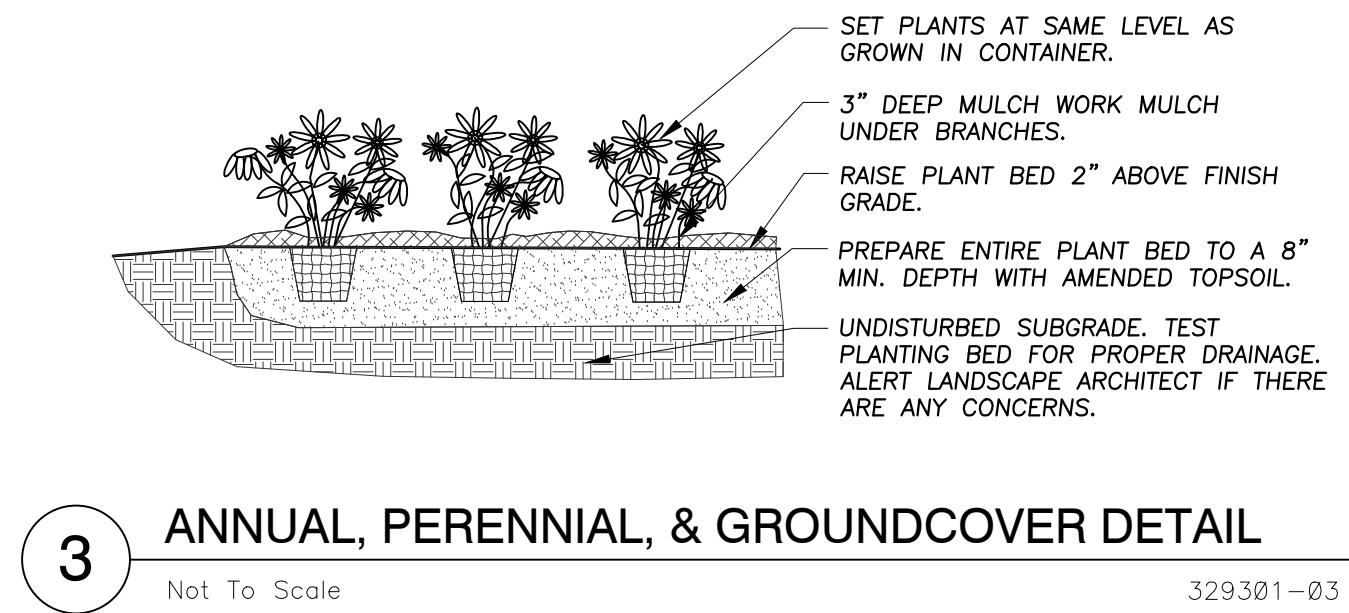 SET PLANTS AT SAME LEVEL AS
GROWN IN CONTAINER.
3” DEEP MULCH WORK MULCH
UNDER BRANCHES.
RAISE PLANT BED 2” ABOVE FINISH
GRADE.
PREPARE ENTIRE PLANT BED TO A 8”
MIN. DEPTH WITH AMENDED TOPSOIL.
UNDISTURBED SUBGRADE. TEST
PLANTING BED FOR PROPER DRAINAGE.
ALERT LANDSCAPE ARCHITECT IF THERE
ARE ANY CONCERNS.
3
ANNUAL, PERENNIAL, & GROUNDCOVER DETAIL
Not To Scale
329301-03